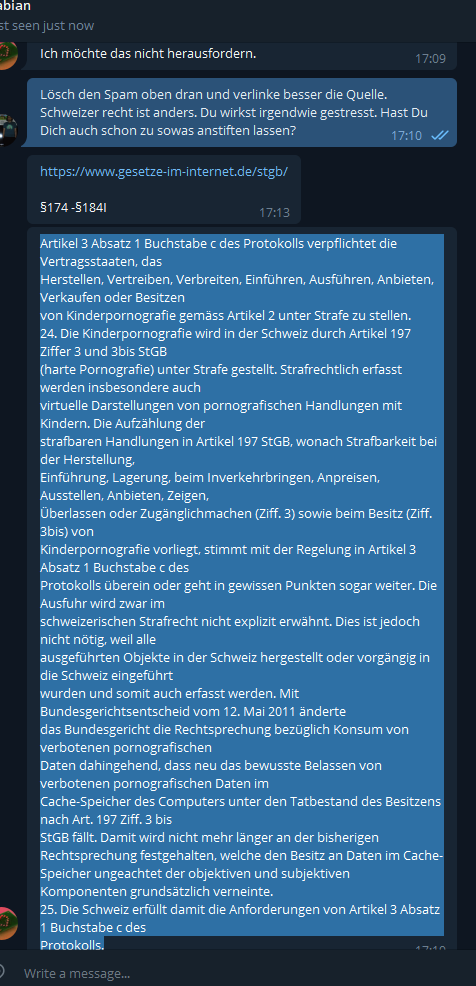 abian
st seen just now
Ich möchte das nicht herausfordern.
17:09
Lösch den Spam oben dran und verlinke besser die Quelle.
Schweizer recht ist anders. Du wirkst irgendwie gestresst. Hast Du
Dich auch schon zu sowas anstiften lassen?
17:10
https://www.gesetze-im-internet.de/stgb/
§174 -§184l
17:13
Artikel 3 Absatz 1 Buchstabe c des Protokolls verpflichtet die
Vertragsstaaten, das
Herstellen, Vertreiben, Verbreiten, Einführen, Ausführen, Anbieten,
Verkaufen oder Besitzen
von Kinderpornografie gemäss Artikel 2 unter Strafe zu stellen.
24. Die Kinderpornografie wird in der Schweiz durch Artikel 197
Ziffer 3 und 3bis StGB
(harte Pornografie) unter Strafe gestellt. Strafrechtlich erfasst
werden insbesondere auch
virtuelle Darstellungen von pornografischen Handlungen mit
Kindern. Die Aufzählung der
strafbaren Handlungen in Artikel 197 StGB, wonach Strafbarkeit bei
der Herstellung,
Einführung, Lagerung, beim Inverkehrbringen, Anpreisen,
Ausstellen, Anbieten, Zeigen,
Überlassen oder Zugänglichmachen (Ziff. 3) sowie beim Besitz (Ziff.
3bis) von
Kinderpornografie vorliegt, stimmt mit der Regelung in Artikel 3
Absatz 1 Buchstabe c des
Protokolls überein oder geht in gewissen Punkten sogar weiter. Die
Ausfuhr wird zwar im
schweizerischen Strafrecht nicht explizit erwähnt. Dies ist jedoch
nicht nötig, weil alle
ausgeführten Objekte in der Schweiz hergestellt oder vorgängig in
die Schweiz eingeführt
wurden und somit auch erfasst werden. Mit
Bundesgerichtsentscheid vom 12. Mai 2011 änderte
das Bundesgericht die Rechtsprechung bezüglich Konsum von
verbotenen pornografischen
Daten dahingehend, dass neu das bewusste Belassen von
verbotenen pornografischen Daten im
Cache-Speicher des Computers unter den Tatbestand des Besitzens
nach Art. 197 Ziff. 3 bis
StGB fällt. Damit wird nicht mehr länger an der bisherigen
Rechtsprechung festgehalten, welche den Besitz an Daten im Cache-
Speicher ungeachtet der objektiven und subjektiven
Komponenten grundsätzlich verneinte.
25. Die Schweiz erfüllt damit die Anforderungen von Artikel 3 Absatz
1 Buchstabe c des
Protokolls.
Write a message...